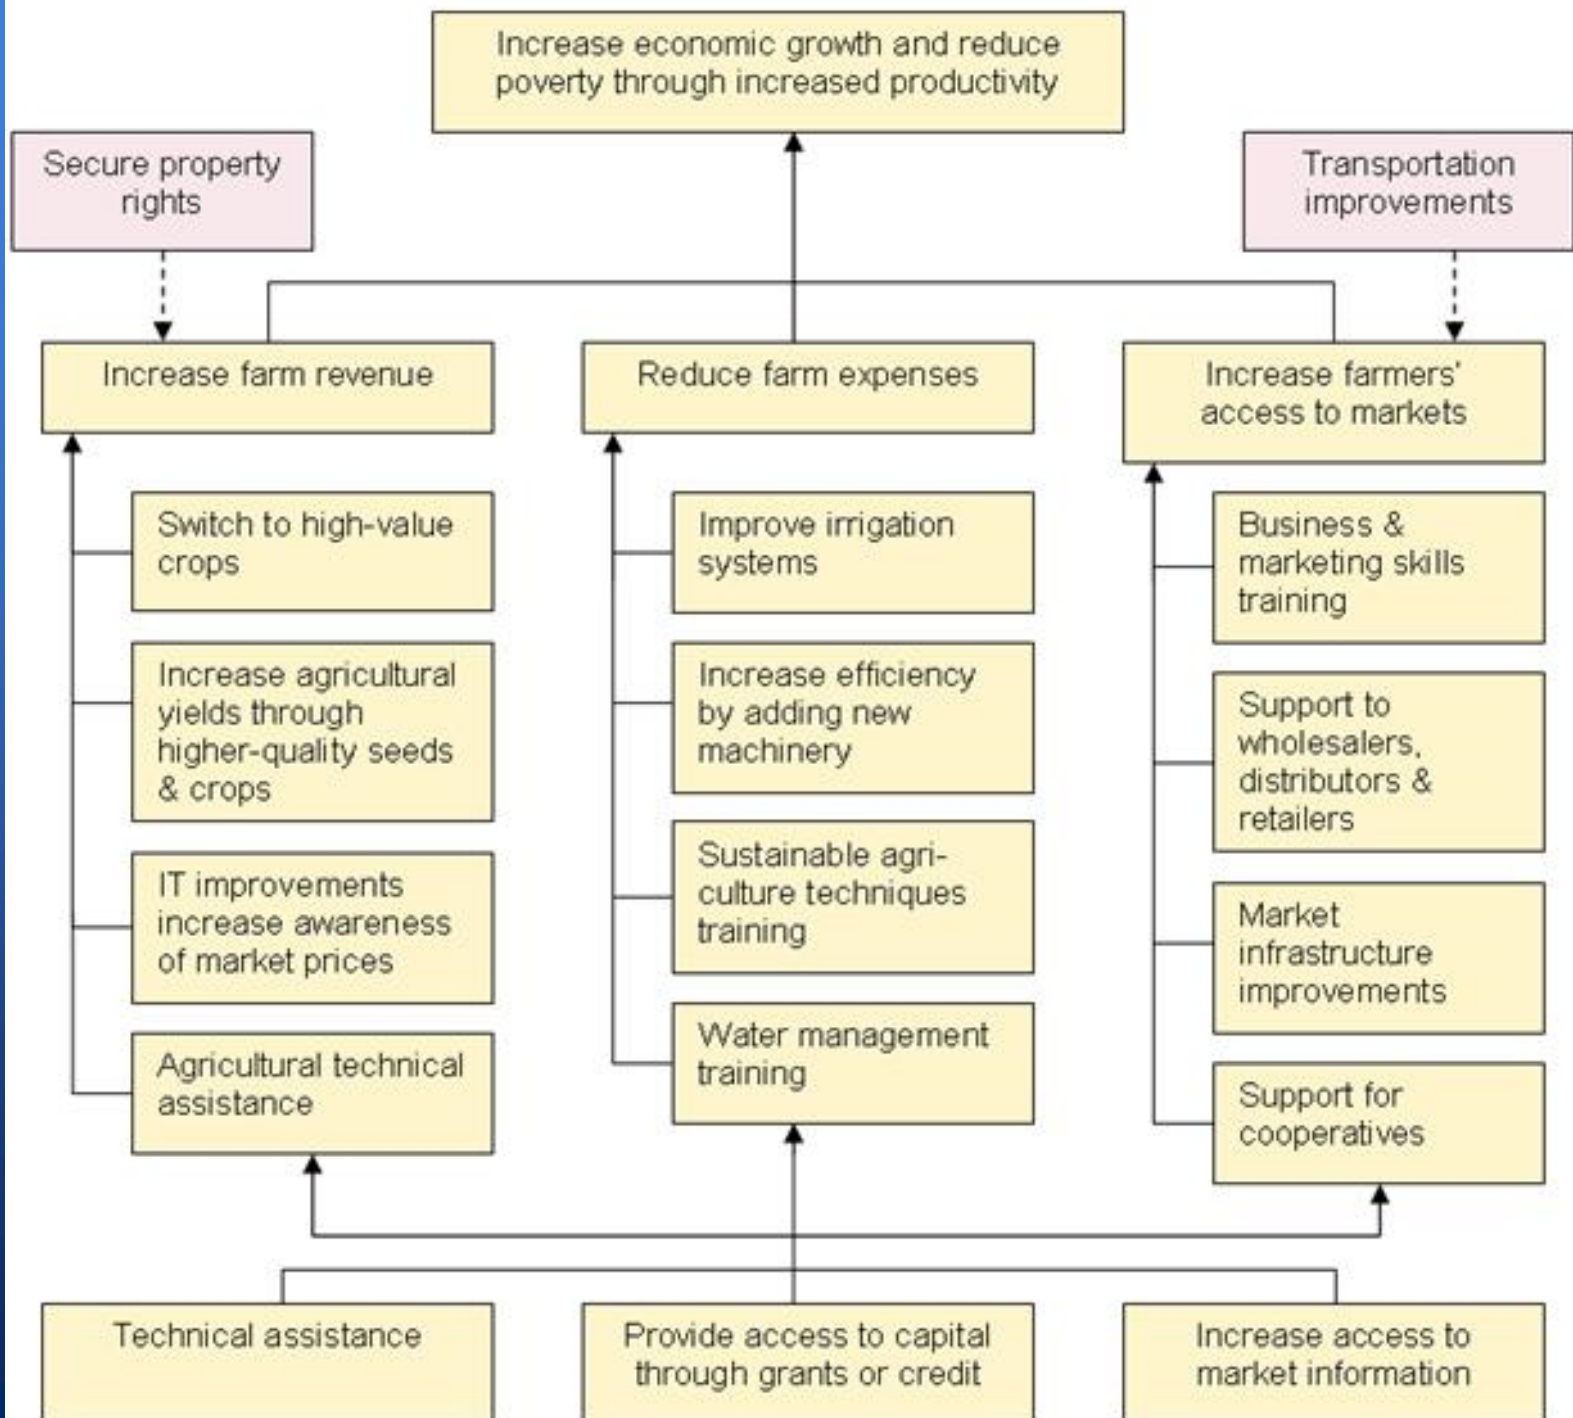 Increase economic growth and reduce
poverty through increased productivity
Secure property
rights
Transportation
improvements
Increase farm revenue
Reduce farm expenses
Increase farmers'
access to markets
Switch to high-value
crops
Increase agricultural
yields through
higher-quality seeds
& crops
IT improvements
increase awareness
of market prices
Agricultural technical
assistance
Improve irrigation
systems
Increase efficiency
by adding new
machinery
Sustainable agri-
culture techniques
training
Water management
training
Business &
marketing skills
training
Support to
wholesalers,
distributors &
retailers
Market
infrastructure
improvements
Support for
cooperatives
Technical assistance
Provide access to capital
through grants or credit
Increase access to
market information